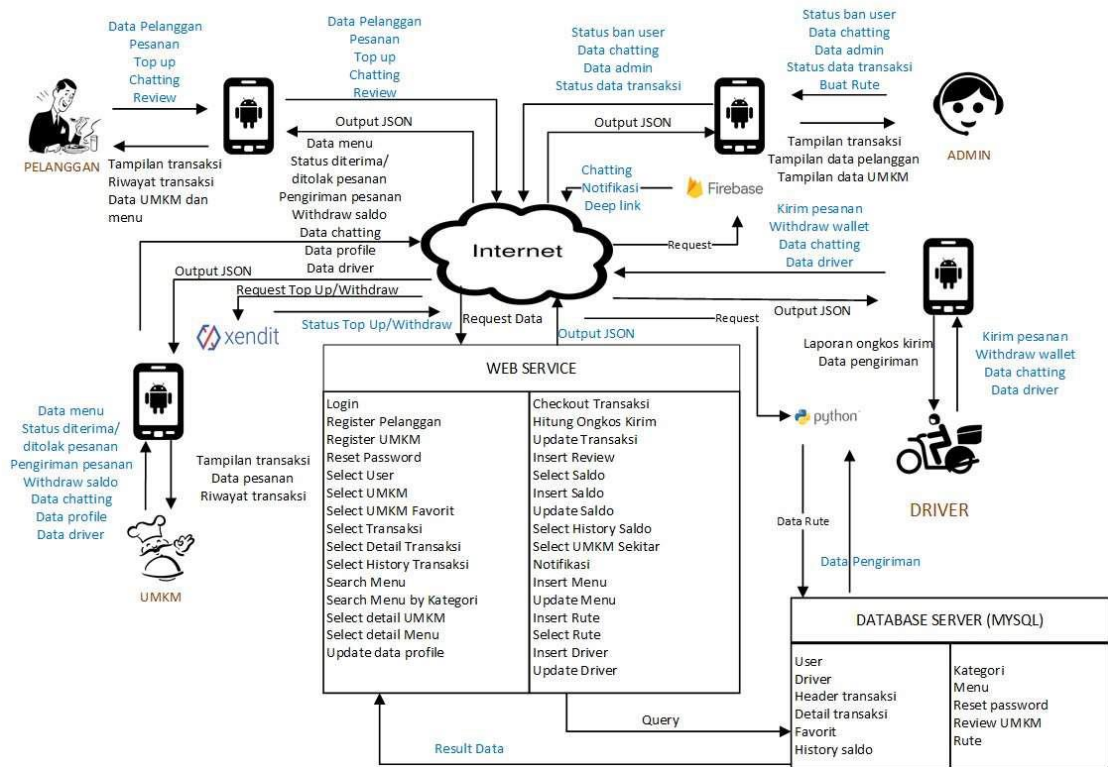 Data Pelanggan
Pesanan
Top up
Chatting
Review
PELANGGAN
Tampilan transaksi
Riwayat transaksi
Data UMKM dan
menu
Data Pelanggan
Pesanan
Top up
Chatting
Review
Output JSON
Data menu
Status diterima/
ditolak pesanan
Pengiriman pesanan
Withdraw saldo
Data chatting
Data profile
Data driver
Status ban user
Data chatting
Data admin
Status data transaksi
Output JSON
Status ban user
Data chatting
Data admin
Status data transaksi
Buat Rute
ADMIN
Tampilan transaksi
Tampilan data pelanggan
Tampilan data UMKM
Chatting
Notifikasi
Deep link
Firebase
Internet
Request
Kirim pesanan
Withdraw wallet
Data chatting
Data driver
Output JSON
Request Top Up/Withdraw
xendit
Status Top Up/Withdraw
Request Data
Output JSON
Request
Output JSON
Laporan ongkos kirim
Data pengiriman
Kirim pesanan
Withdraw wallet
Data chatting
Data driver
DRIVER
python
Data Rute
Data Pengiriman
Data menu
Status diterima/
ditolak pesanan
Pengiriman pesanan
Withdraw saldo
Data chatting
Data profile
Data driver
Tampilan transaksi
Data pesanan
Riwayat transaksi
UMKM
WEB SERVICE
Login
Register Pelanggan
Register UMKM
Reset Password
Select User
Select UMKM
Select UMKM Favorit
Select Transaksi
Select Detail Transaksi
Select History Transaksi
Search Menu
Search Menu by Kategori
Select detail UMKM
Select detail Menu
Update data profile
Checkout Transaksi
Hitung Ongkos Kirim
Update Transaksi
Insert Review
Select Saldo
Insert Saldo
Update Saldo
Select History Saldo
Select UMKM Sekitar
Notifikasi
Insert Menu
Update Menu
Insert Rute
Select Rute
Insert Driver
Update Driver
Query
Result Data
DATABASE SERVER (MYSQL)
User
Driver
Header transaksi
Detail transaksi
Favorit
History saldo
Kategori
Menu
Reset password
Review UMKM
Rute